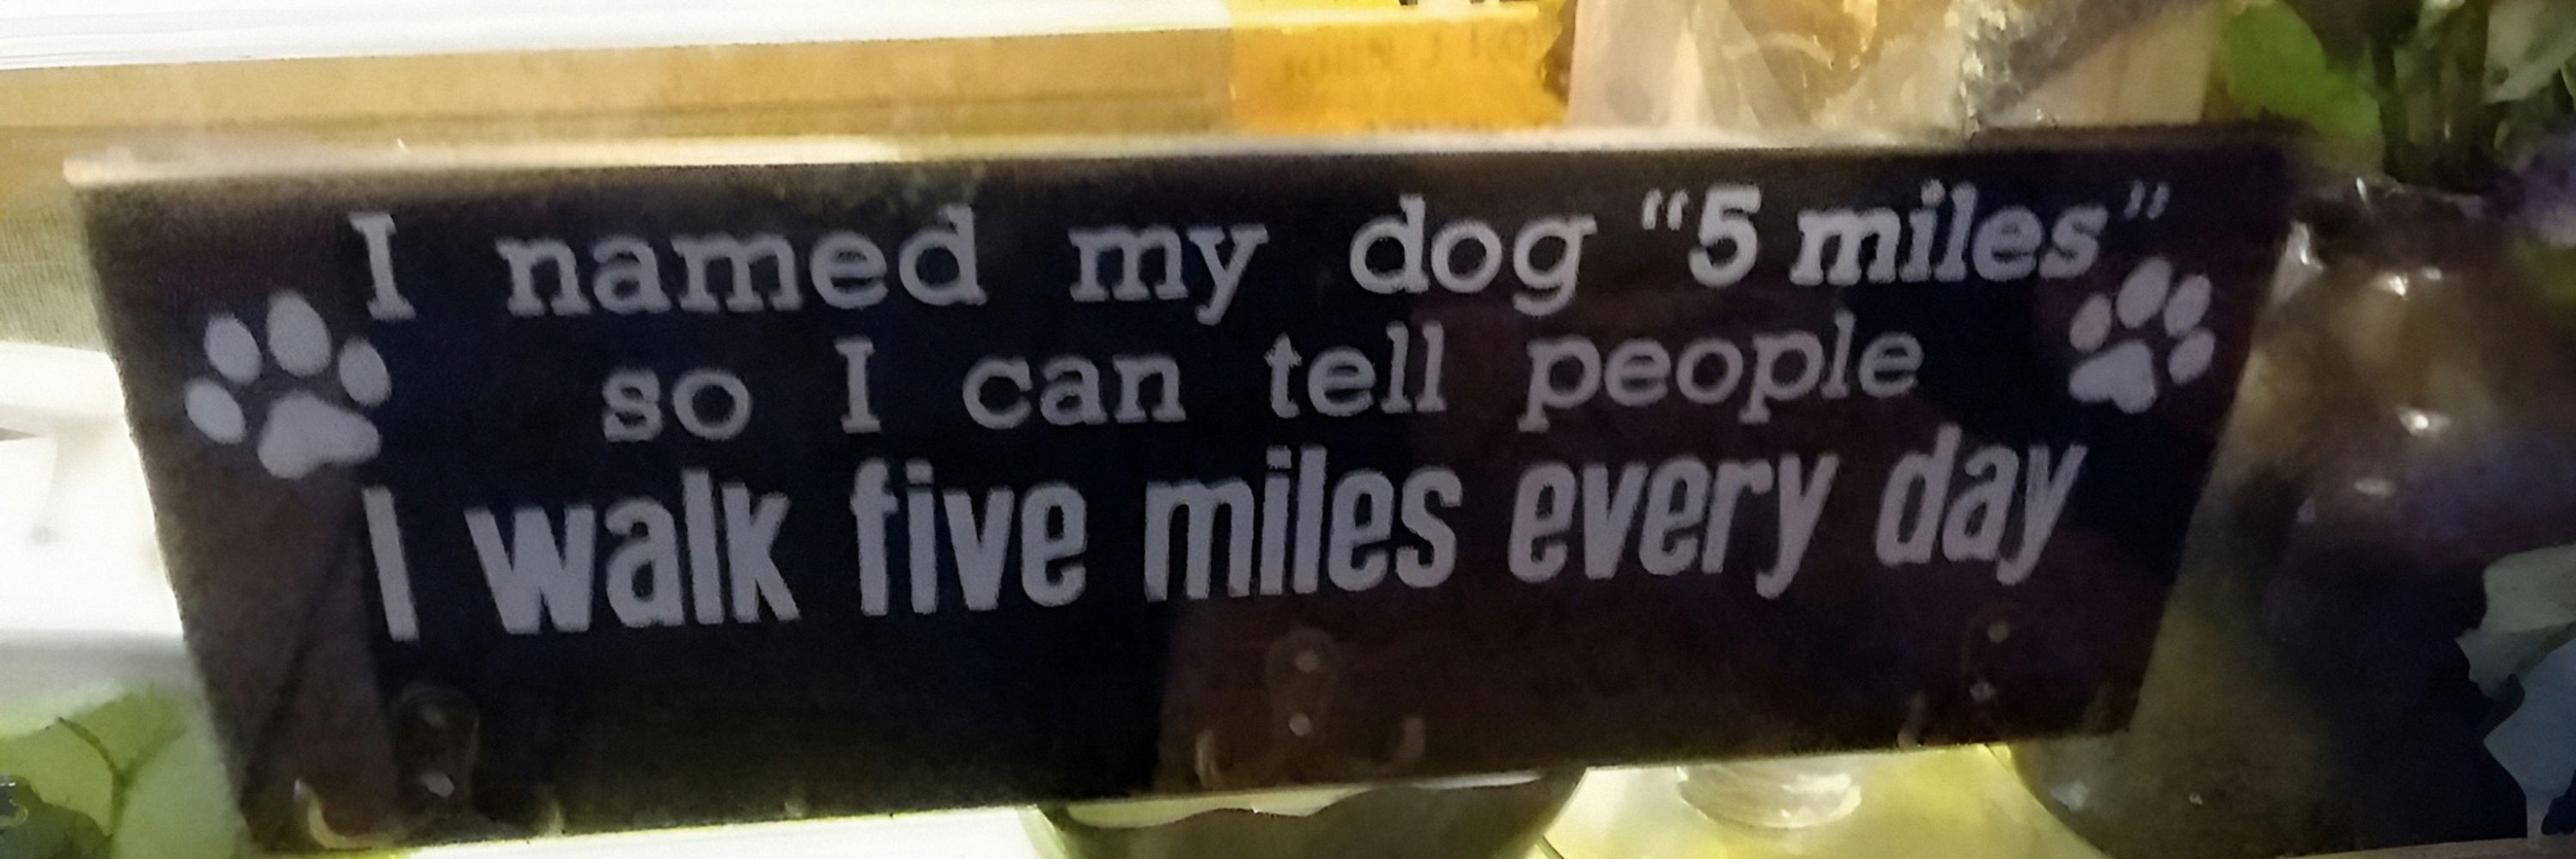 I named my dog “5 miles”
so I can tell people
I walk five miles every day